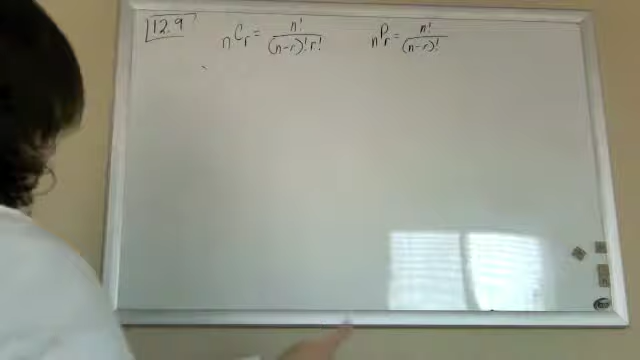 12.9
nCr = n! / (n-r)! r!
nPr = n! / (n-r)!